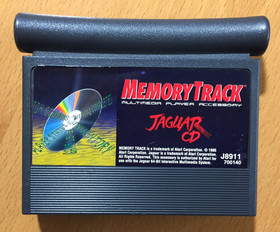 MEMORYTRACK
MULTIMEDIA PLAYER ACCESSORY
JAGUAR
CD
MEMORY TRACK is a trademark of Atari Corporation. © 1995
Atari Corporation. Jaguar is a trademark of Atari Corporation.
All Rights Reserved. This accessory is authorized by Atari for
use with the Jaguar 64-Bit Interactive Multimedia System.
J8911
700140